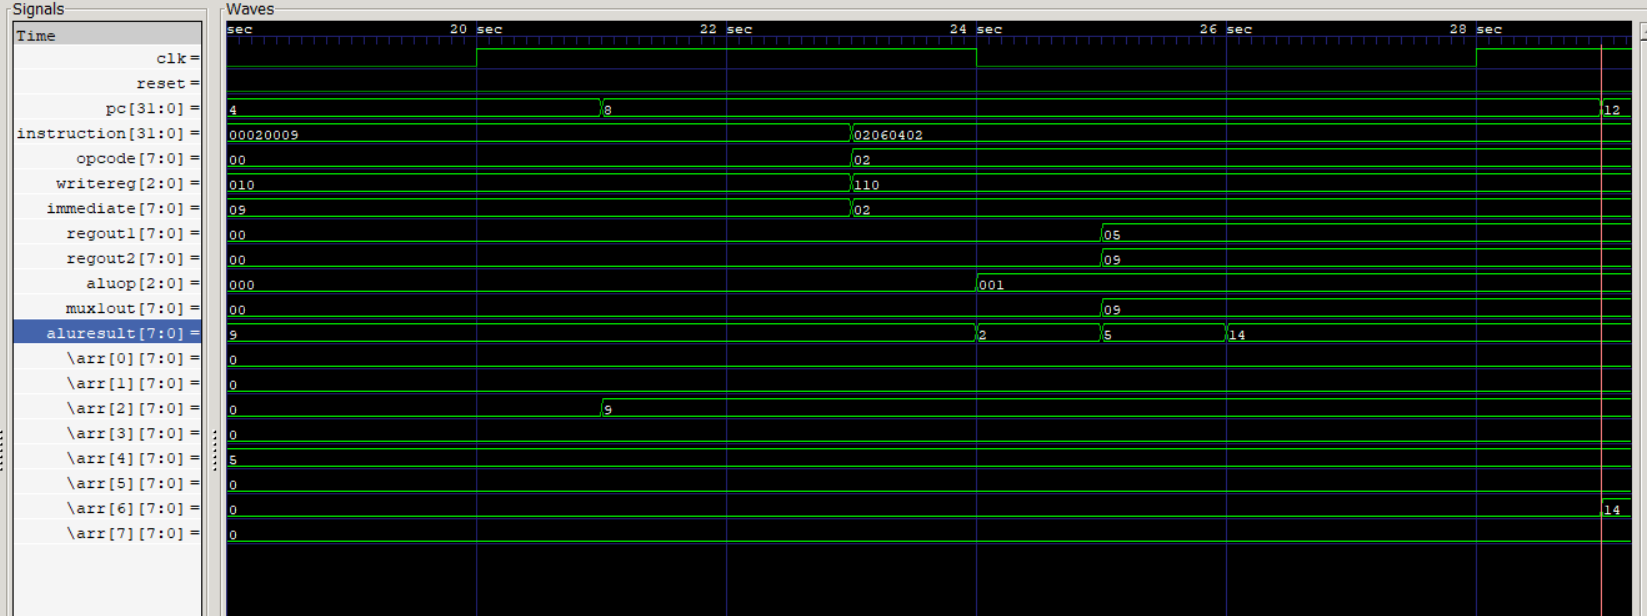 Signals Waves
Time sec 20 sec 22 sec 24 sec 26 sec 28 sec
clk=
reset=
pc[31:0]= 4 8 12
instruction[31:0]= 00020009 02060402
opcode[7:0]= 00 02
writereg[2:0]= 010 110
immediate[7:0]= 09 02
regout1[7:0]= 00 05
regout2[7:0]= 00 09
aluop[2:0]= 000 001
mux1out[7:0]= 00 09
aluresult[7:0]= 9 2 5 14
\arr[0][7:0]= 0
\arr[1][7:0]= 0
\arr[2][7:0]= 0 9
\arr[3][7:0]= 0
\arr[4][7:0]= 5
\arr[5][7:0]= 0
\arr[6][7:0]= 0 14
\arr[7][7:0]= 0